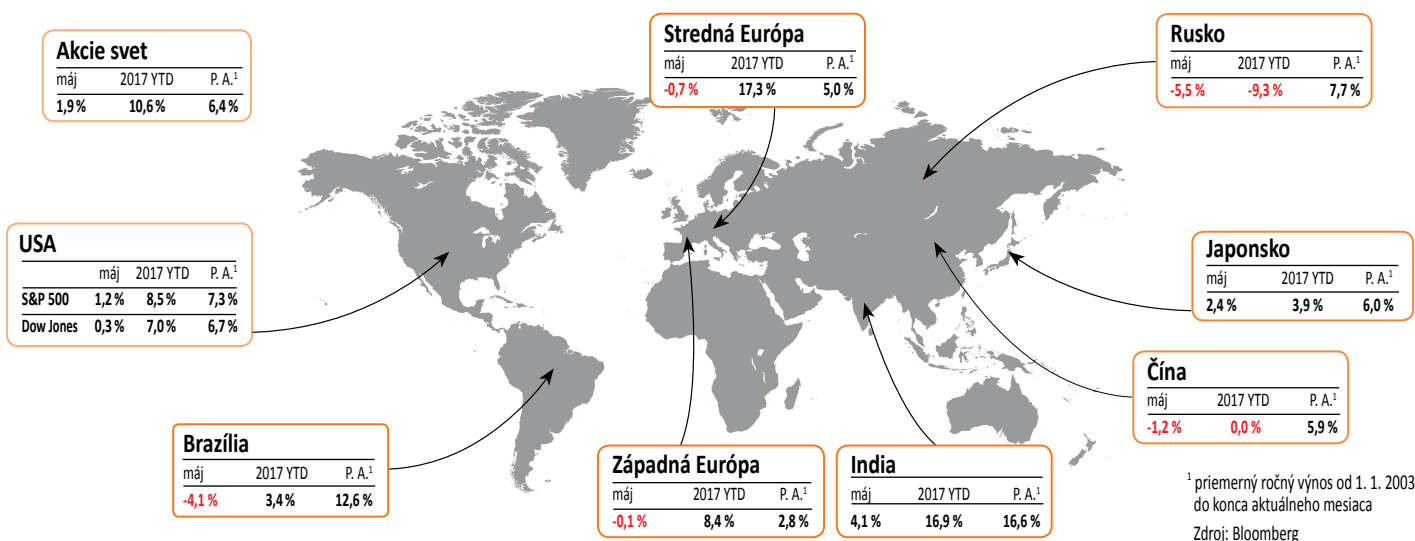 Akcie svet
máj 2017 YTD P. A.¹
1,9 % 10,6 % 6,4 %
Stredná Európa
máj 2017 YTD P. A.¹
-0,7 % 17,3 % 5,0 %
Rusko
máj 2017 YTD P. A.¹
-5,5 % -9,3 % 7,7 %
USA
máj 2017 YTD P. A.¹
S&P 500 1,2 % 8,5 % 7,3 %
Dow Jones 0,3 % 7,0 % 6,7 %
Japonsko
máj 2017 YTD P. A.¹
2,4 % 3,9 % 6,0 %
Čína
máj 2017 YTD P. A.¹
-1,2 % 0,0 % 5,9 %
Brazília
máj 2017 YTD P. A.¹
-4,1 % 3,4 % 12,6 %
Západná Európa
máj 2017 YTD P. A.¹
-0,1 % 8,4 % 2,8 %
India
máj 2017 YTD P. A.¹
4,1 % 16,9 % 16,6 %
¹ priemerný ročný výnos od 1. 1. 2003
do konca aktuálneho mesiaca
Zdroj: Bloomberg